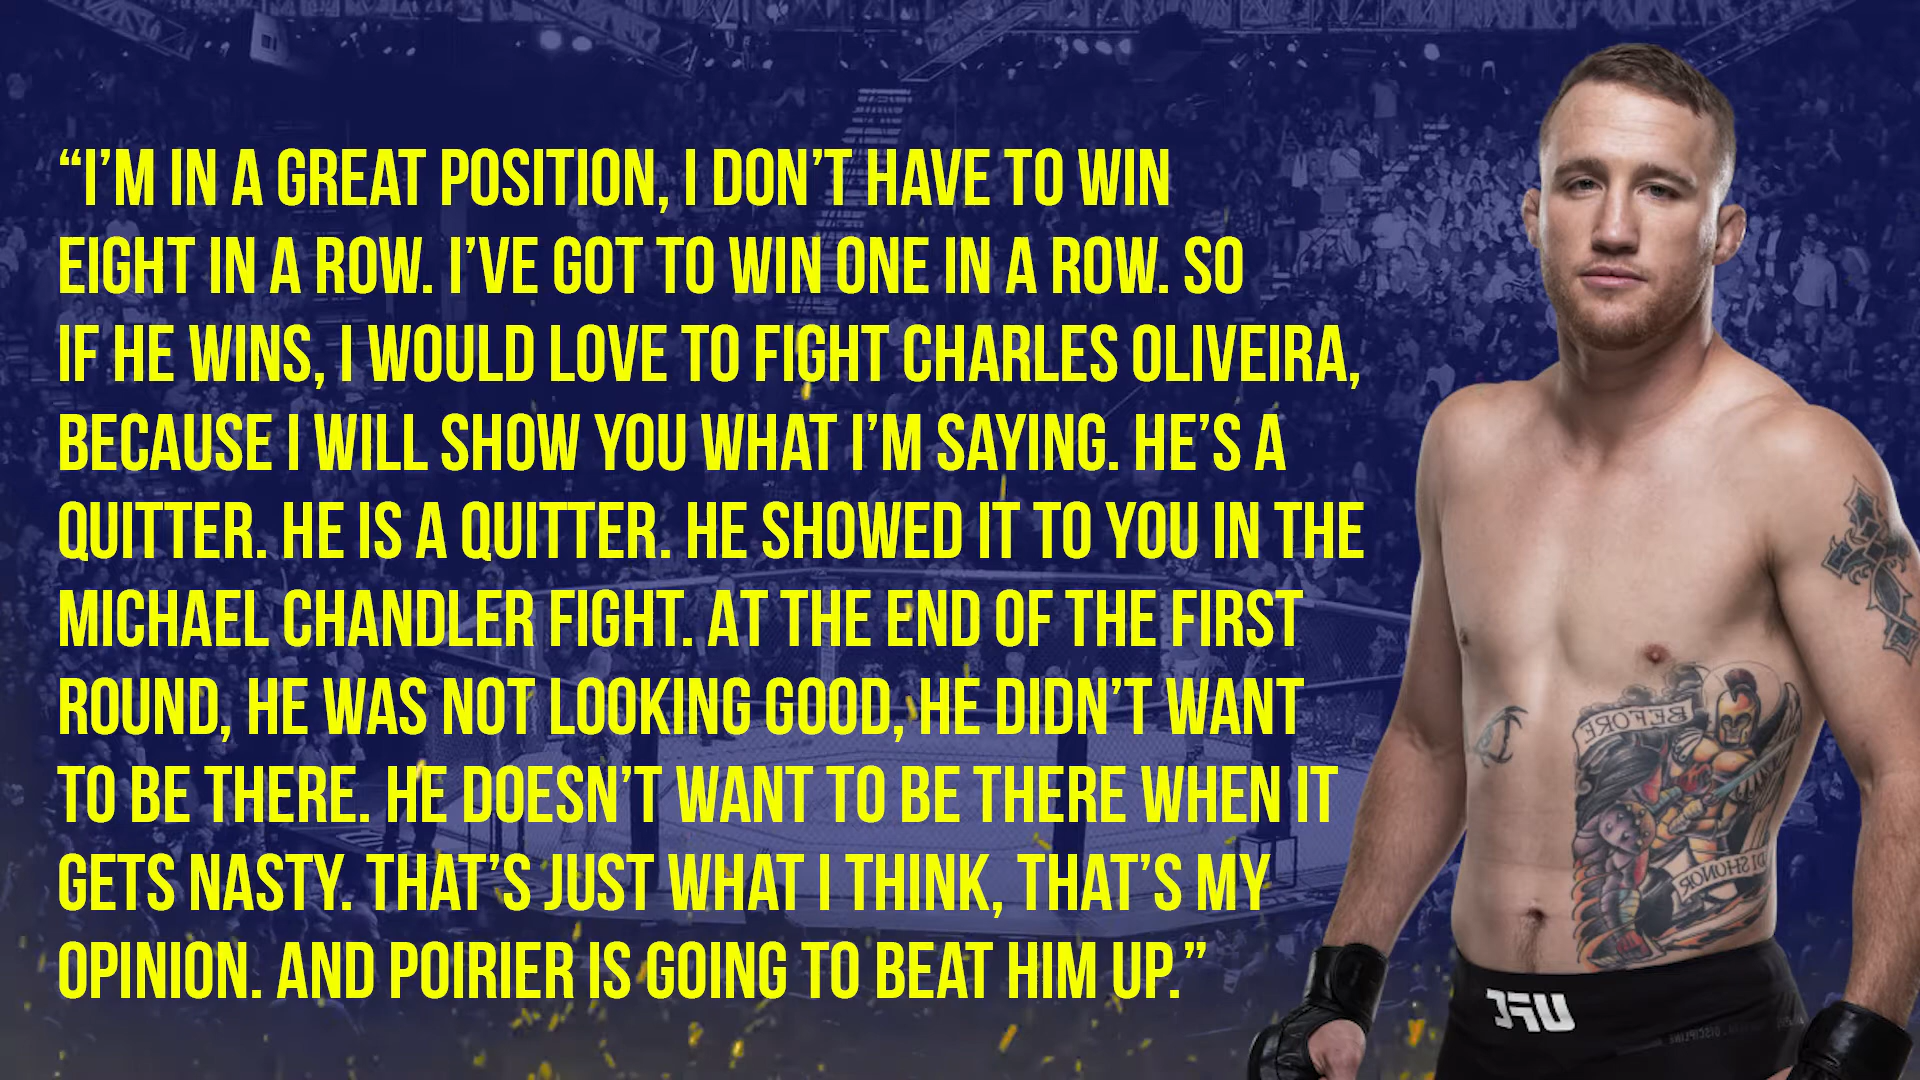 “I’M IN A GREAT POSITION, I DON’T HAVE TO WIN
EIGHT IN A ROW. I’VE GOT TO WIN ONE IN A ROW. SO
IF HE WINS, I WOULD LOVE TO FIGHT CHARLES OLIVEIRA,
BECAUSE I WILL SHOW YOU WHAT I’M SAYING. HE’S A
QUITTER. HE IS A QUITTER. HE SHOWED IT TO YOU IN THE
MICHAEL CHANDLER FIGHT. AT THE END OF THE FIRST
ROUND, HE WAS NOT LOOKING GOOD, HE DIDN’T WANT
TO BE THERE. HE DOESN’T WANT TO BE THERE WHEN IT
GETS NASTY. THAT’S JUST WHAT I THINK, THAT’S MY
OPINION. AND POIRIER IS GOING TO BEAT HIM UP.”
BEFORE
DISHONOR
UFC